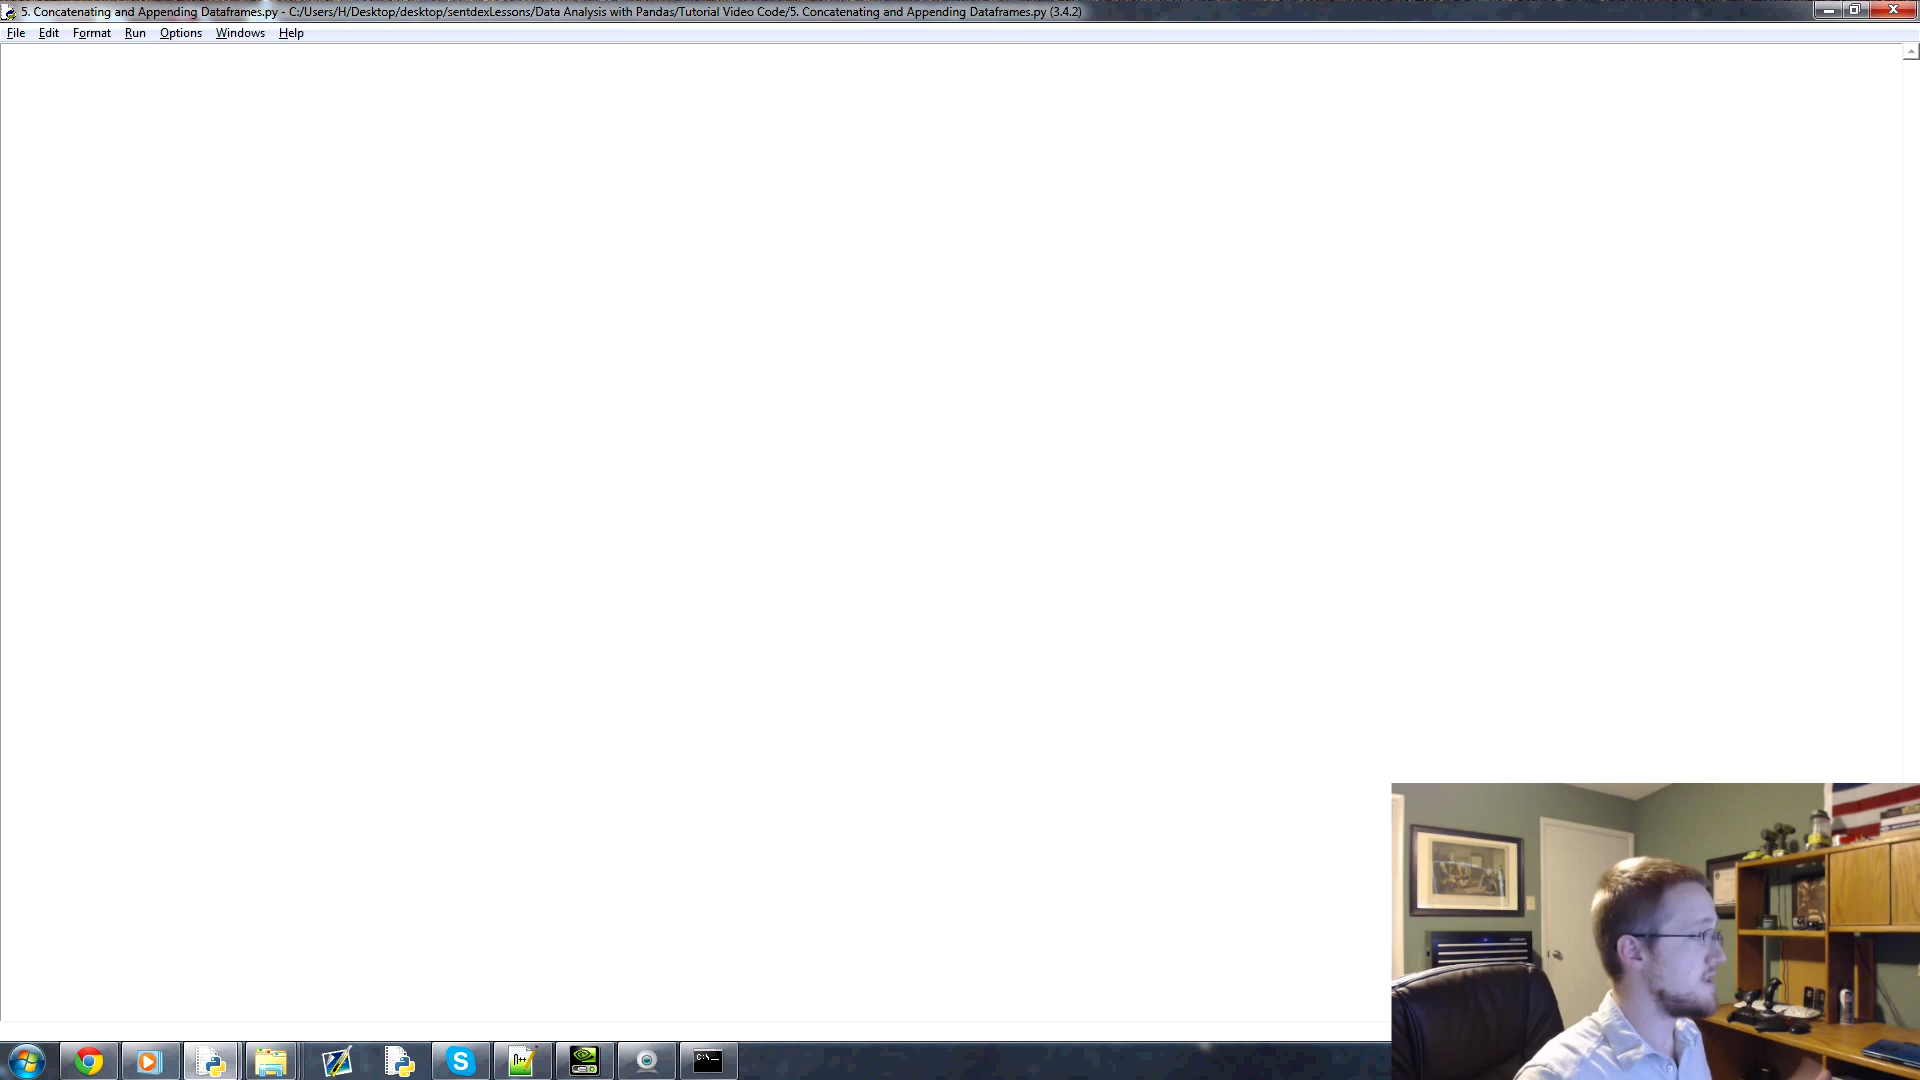 5. Concatenating and Appending Dataframes.py - C:/Users/H/Desktop/desktop/sentdexLessons/Data Analysis with Pandas/Tutorial Video Code/5. Concatenating and Appending Dataframes.py (3.4.2)
File Edit Format Run Options Windows Help